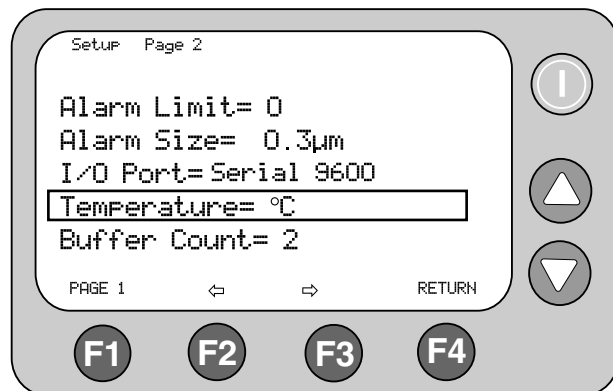 Setup Page 2
Alarm Limit= 0
Alarm Size= 0.3µm
I/O Port= Serial 9600
Temperature= °C
Buffer Count= 2
PAGE 1 ⇦ ⇨ RETURN
F1 F2 F3 F4